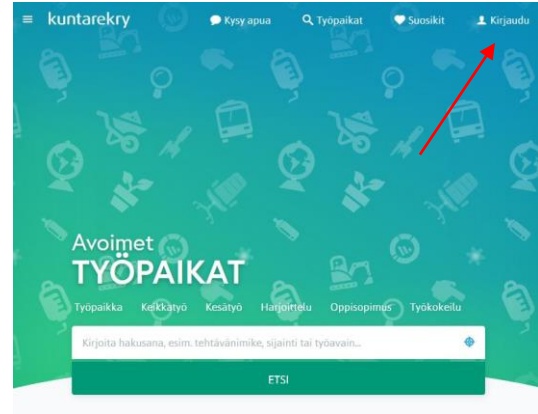 kuntarekry Kysy apua Työpaikat Suosikit Kirjaudu
Avoimet
TYÖPAIKAT
Työpaikka Keikkatyö Kesätyö Harjoittelu Oppisopimus Työkokeilu
Kirjoita hakusana, esim. tehtävänimike, sijainti tai työavain...
ETSI